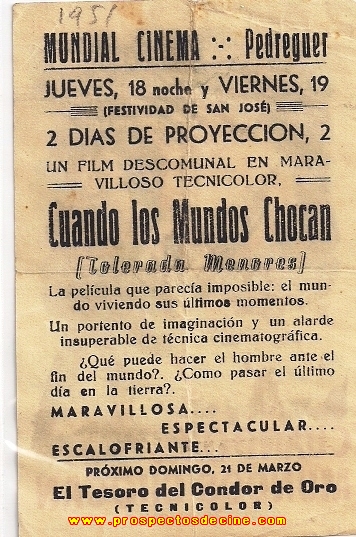 1951
MUNDIAL CINEMA :-: Pedreguer
JUEVES, 18 noche y VIERNES, 19
(FESTIVIDAD DE SAN JOSÉ)
2 DIAS DE PROYECCION, 2
UN FILM DESCOMUNAL EN MARA-
VILLOSO TECNICOLOR,
Cuando los Mundos Chocan
(Tolerada Menores)
La película que parecía imposible: el mun-
do viviendo sus últimos momentos.
Un portento de imaginación y un alarde
insuperable de técnica cinematográfica.
¿Qué puede hacer el hombre ante el
fin del mundo?. ¿Como pasar el último
día en la tierra?.
MARAVILLOSA....
ESPECTACULAR....
ESCALOFRIANTE...
PRÓXIMO DOMINGO, 21 DE MARZO
El Tesoro del Condor de Oro
(TECNICOLOR)
www.prospectosdecine.com